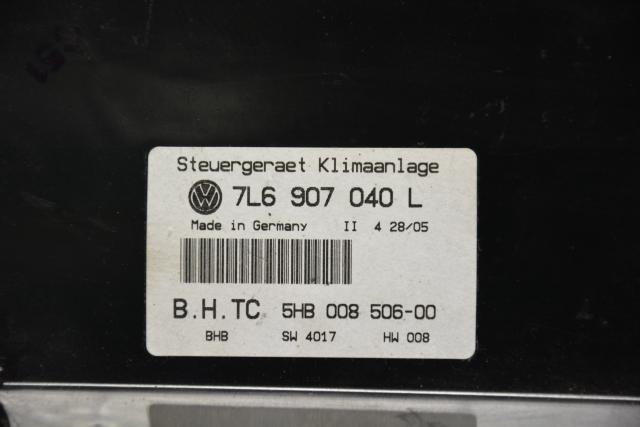 Steuergeraet Klimaanlage
VW 7L6 907 040 L
Made in Germany II 4 28/05
B.H.TC 5HB 008 506-00
BHB SW 4017 HW 008